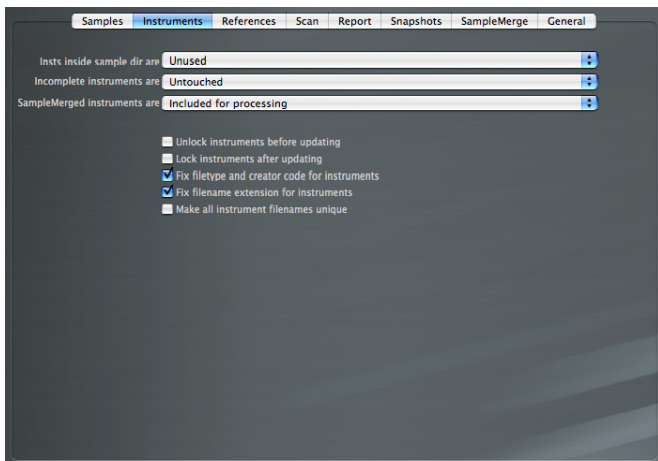 Samples Instruments References Scan Report Snapshots SampleMerge General
Insts inside sample dir are Unused
Incomplete instruments are Untouched
SampleMerged instruments are Included for processing
Unlock instruments before updating
Lock instruments after updating
Fix filetype and creator code for instruments
Fix filename extension for instruments
Make all instrument filenames unique